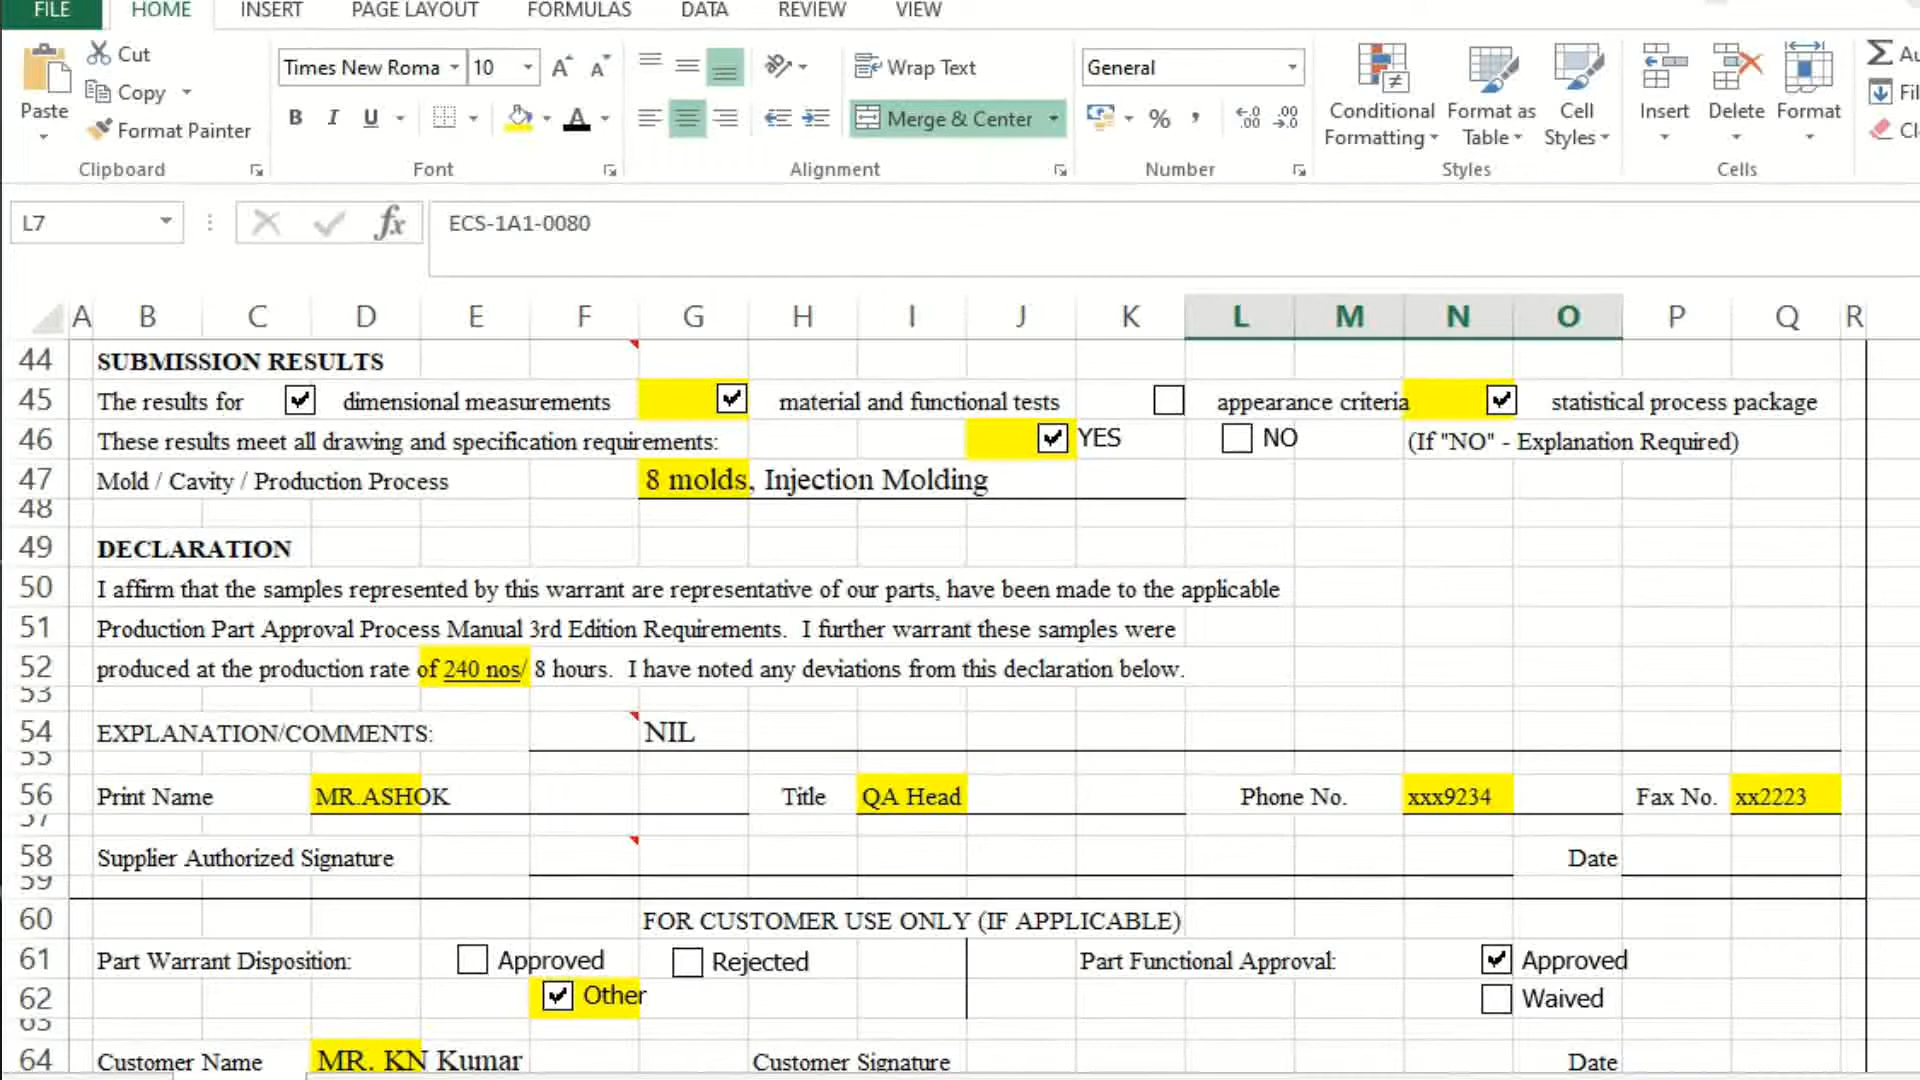 FILE HOME INSERT PAGE LAYOUT FORMULAS DATA REVIEW VIEW
Paste Cut Copy Format Painter Clipboard
Times New Roma 10 A A B I U A Font
Wrap Text Merge & Center Alignment
General % , .00 .00 Number
Conditional Formatting Format as Table Cell Styles Styles
Insert Delete Format Cells
L7 fx ECS-1A1-0080
A B C D E F G H I J K L M N O P Q R
44 SUBMISSION RESULTS
45 The results for dimensional measurements material and functional tests appearance criteria statistical process package
46 These results meet all drawing and specification requirements: YES NO (If "NO" - Explanation Required)
47 Mold / Cavity / Production Process 8 molds, Injection Molding
48
49 DECLARATION
50 I affirm that the samples represented by this warrant are representative of our parts, have been made to the applicable
51 Production Part Approval Process Manual 3rd Edition Requirements. I further warrant these samples were
52 produced at the production rate of 240 nos/ 8 hours. I have noted any deviations from this declaration below.
53
54 EXPLANATION/COMMENTS: NIL
55
56 Print Name MR.ASHOK Title QA Head Phone No. xxx9234 Fax No. xx2223
57
58 Supplier Authorized Signature Date
59
60 FOR CUSTOMER USE ONLY (IF APPLICABLE)
61 Part Warrant Disposition: Approved Rejected Part Functional Approval: Approved
62 Other Waived
63
64 Customer Name MR. KN Kumar Customer Signature Date